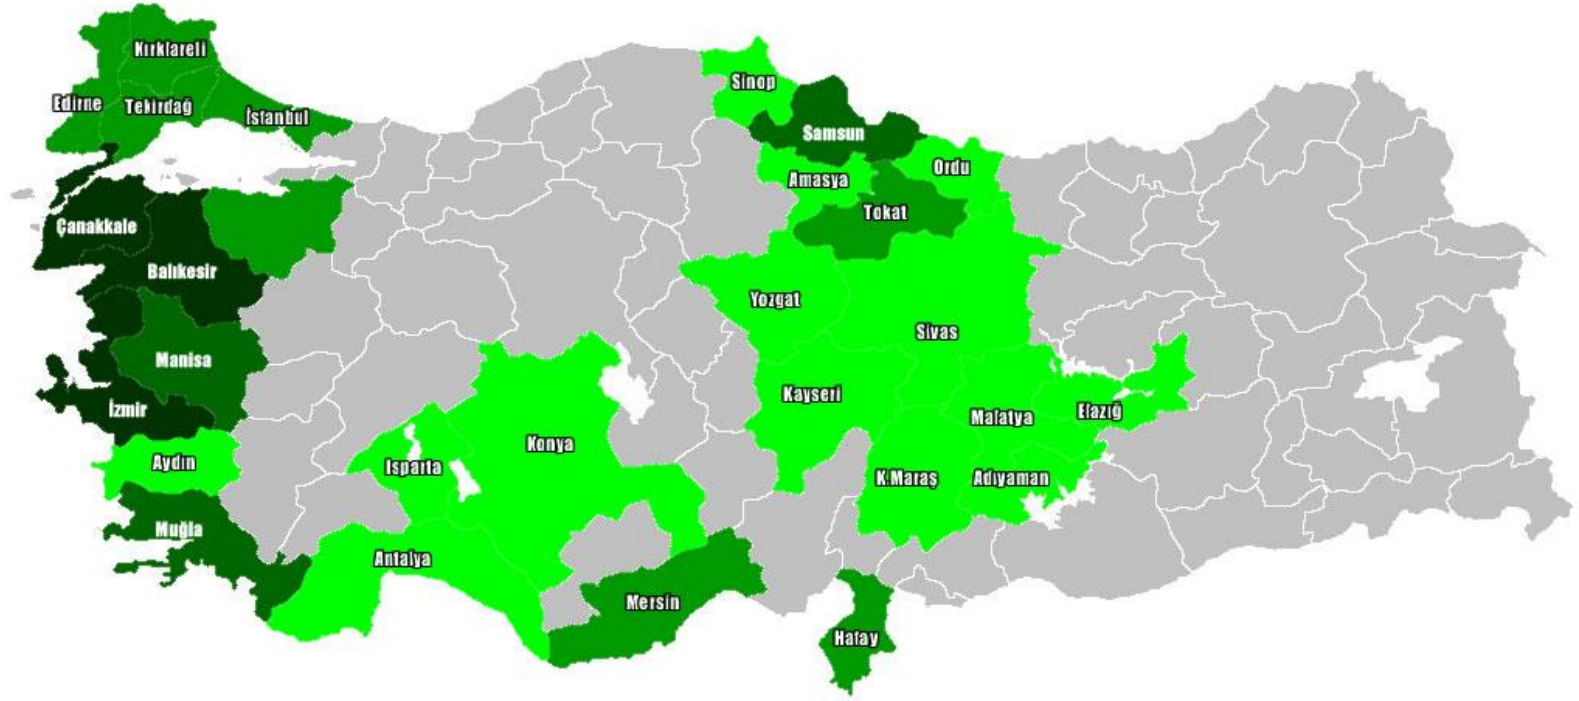 Kırklareli
Edirne
Tekirdağ
İstanbul
Sinop
Samsun
Ordu
Amasya
Tokat
Çanakkale
Balıkesir
Yozgat
Sivas
Manisa
Kayseri
İzmir
Malatya
Elazığ
Konya
Aydın
Isparta
K.Maraş
Adıyaman
Muğla
Antalya
Mersin
Hatay